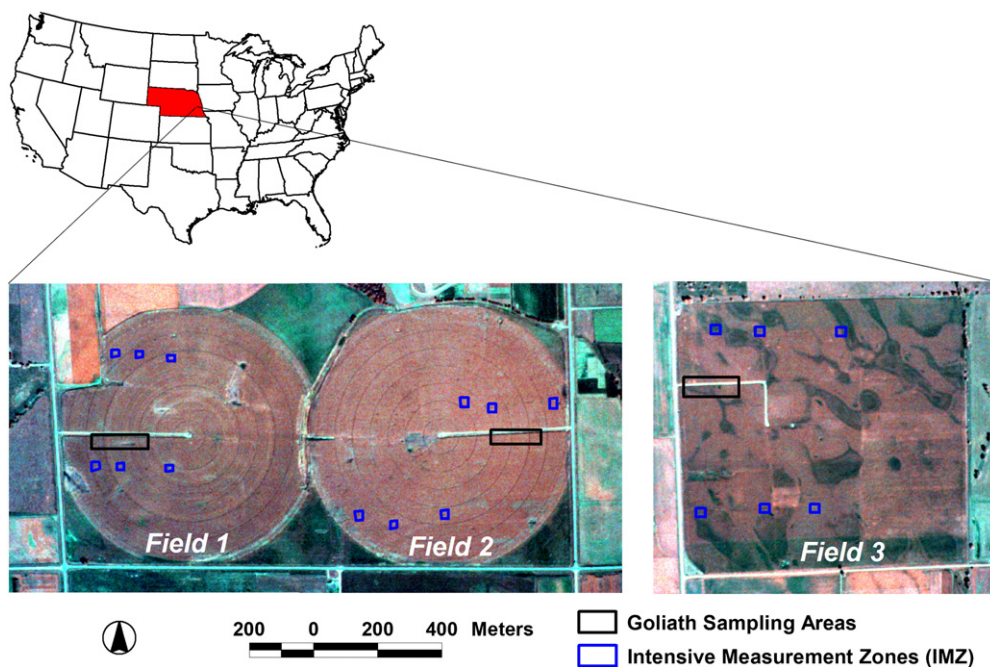 Field 1
Field 2
Field 3
200 0 200 400 Meters
Goliath Sampling Areas
Intensive Measurement Zones (IMZ)